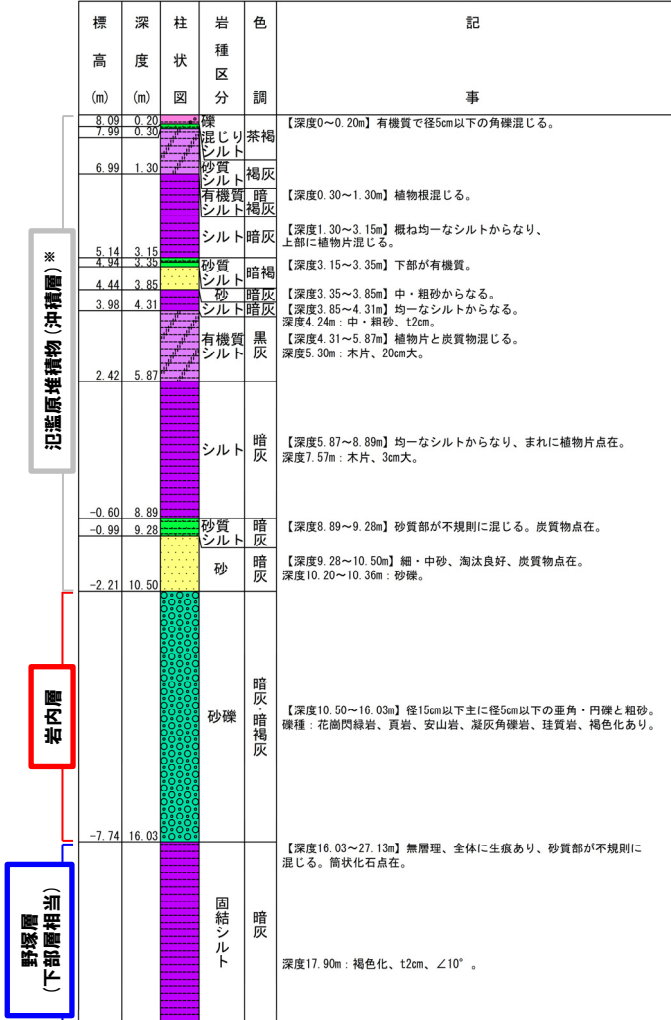 標高(m) 深度(m) 柱状図 岩種区分 色調 記事
氾濫原堆積物(沖積層)※
岩内層
野塚層
(下部層相当)
8.09 0.20 礫混じりシルト 茶褐 【深度0～0.20m】有機質で径5cm以下の角礫混じる。
7.99 0.30 砂質シルト 褐灰
6.99 1.30 有機質シルト 暗褐灰 【深度0.30～1.30m】植物根混じる。
5.14 3.15 シルト 暗灰 【深度1.30～3.15m】概ね均一なシルトからなり、
上部に植物片混じる。
4.94 3.35 砂質シルト 暗褐 【深度3.15～3.35m】下部が有機質。
4.44 3.85 砂 暗灰 【深度3.35～3.85m】中・粗砂からなる。
3.98 4.31 シルト 暗灰 【深度3.85～4.31m】均一なシルトからなる。
深度4.24m：中・粗砂、t2cm。
2.42 5.87 有機質シルト 黒灰 【深度4.31～5.87m】植物片と炭質物混じる。
深度5.30m：木片、20cm大。
-0.60 8.89 シルト 暗灰 【深度5.87～8.89m】均一なシルトからなり、まれに植物片点在。
深度7.57m：木片、3cm大。
-0.99 9.28 砂質シルト 暗灰 【深度8.89～9.28m】砂質部が不規則に混じる。炭質物点在。
-2.21 10.50 砂 暗灰 【深度9.28～10.50m】細・中砂、淘汰良好、炭質物点在。
深度10.20～10.36m：砂礫。
-7.74 16.03 砂礫 暗灰・暗褐灰 【深度10.50～16.03m】径15cm以下主に径5cm以下の亜角・円礫と粗砂。
礫種：花崗閃緑岩、頁岩、安山岩、凝灰角礫岩、珪質岩、褐色化あり。
固結シルト 暗灰 【深度16.03～27.13m】無層理、全体に生痕あり、砂質部が不規則に
混じる。筒状化石点在。
深度17.90m：褐色化、t2cm、∠10°。